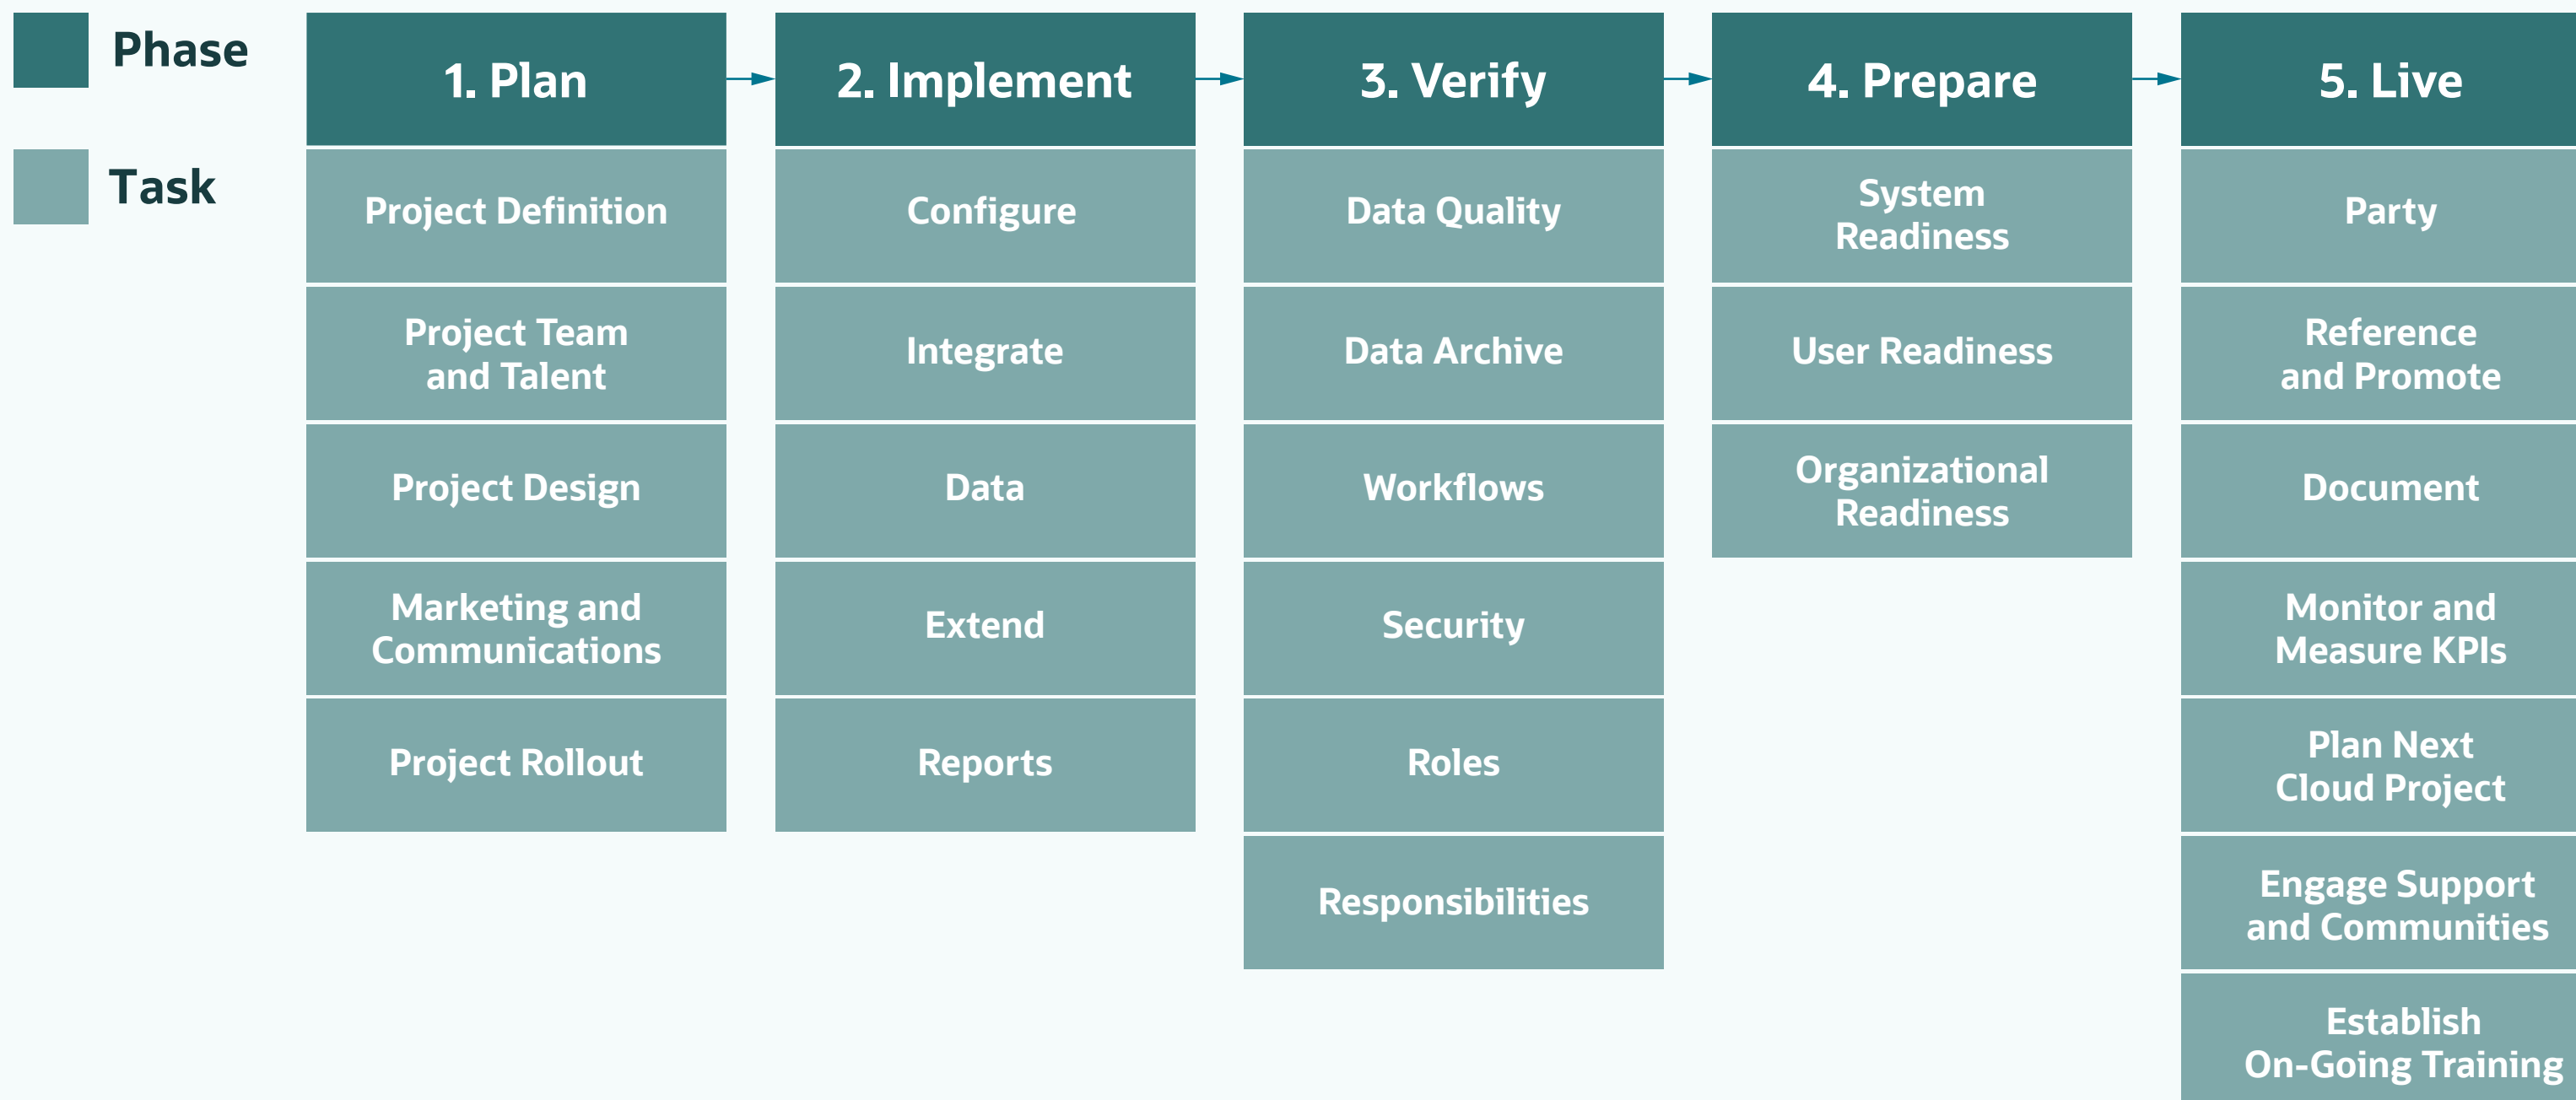 Phase
Task
1. Plan
Project Definition
Project Team
and Talent
Project Design
Marketing and
Communications
Project Rollout
2. Implement
Configure
Integrate
Data
Extend
Reports
3. Verify
Data Quality
Data Archive
Workflows
Security
Roles
Responsibilities
4. Prepare
System
Readiness
User Readiness
Organizational
Readiness
5. Live
Party
Reference
and Promote
Document
Monitor and
Measure KPIs
Plan Next
Cloud Project
Engage Support
and Communities
Establish
On-Going Training